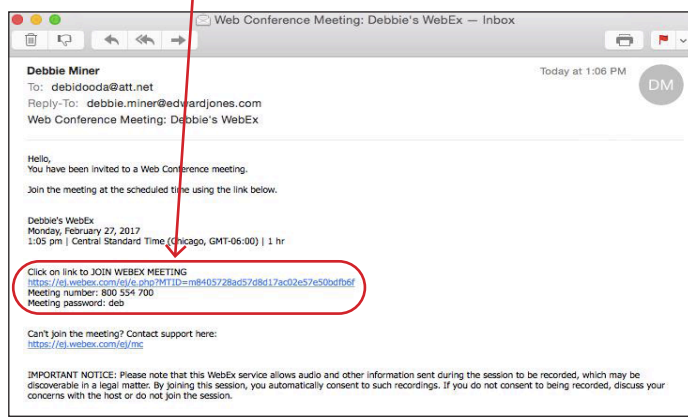 Web Conference Meeting: Debbie's WebEx — Inbox
Debbie Miner
Today at 1:06 PM
DM
To: debidooda@att.net
Reply-To: debbie.miner@edwardjones.com
Web Conference Meeting: Debbie's WebEx
Hello,
You have been invited to a Web Conference meeting.
Join the meeting at the scheduled time using the link below.
Debbie's WebEx
Monday, February 27, 2017
1:05 pm | Central Standard Time (Chicago, GMT-06:00) | 1 hr
Click on link to JOIN WEBEX MEETING
https://ej.webex.com/ej/e.php?MTID=m8405728ad57d8d17ac02e57e50bdfb6f
Meeting number: 800 554 700
Meeting password: deb
Can't join the meeting? Contact support here:
https://ej.webex.com/ej/mc
IMPORTANT NOTICE: Please note that this WebEx service allows audio and other information sent during the session to be recorded, which may be
discoverable in a legal matter. By joining this session, you automatically consent to such recordings. If you do not consent to being recorded, discuss your
concerns with the host or do not join the session.